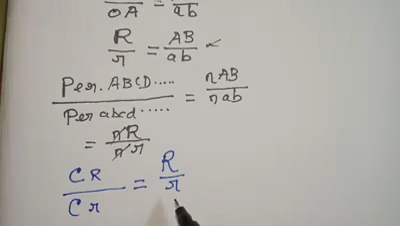 OA = ab
R/r = AB/ab
Per. ABCD..... / Per abcd..... = nAB / nab
= nR / nr
CR / Cr = R / r